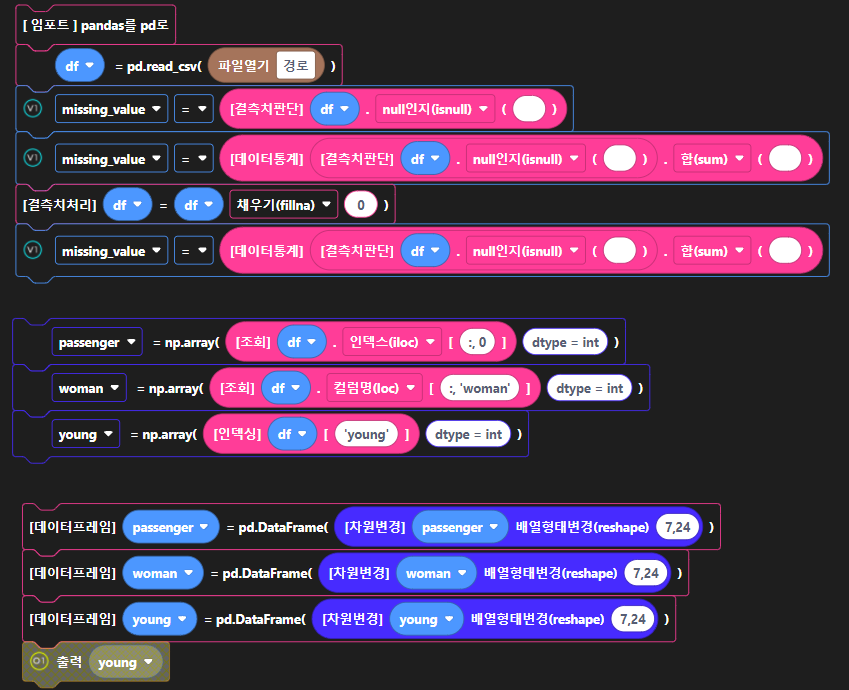 [ 임포트 ] pandas를 pd로
df = pd.read_csv( 파일열기 경로 )
V1 missing_value = [결측치판단] df . null인지(isnull) ( )
V1 missing_value = [데이터통계] [결측치판단] df . null인지(isnull) ( ) . 합(sum) ( )
[결측치처리] df = df 채우기(fillna) 0 )
V1 missing_value = [데이터통계] [결측치판단] df . null인지(isnull) ( ) . 합(sum) ( )
passenger = np.array( [조회] df . 인덱스(iloc) [ :, 0 ] dtype = int )
woman = np.array( [조회] df . 컬럼명(loc) [ :, 'woman' ] dtype = int )
young = np.array( [인덱싱] df [ 'young' ] dtype = int )
[데이터프레임] passenger = pd.DataFrame( [차원변경] passenger 배열형태변경(reshape) 7,24 )
[데이터프레임] woman = pd.DataFrame( [차원변경] woman 배열형태변경(reshape) 7,24 )
[데이터프레임] young = pd.DataFrame( [차원변경] young 배열형태변경(reshape) 7,24 )
O1 출력 young